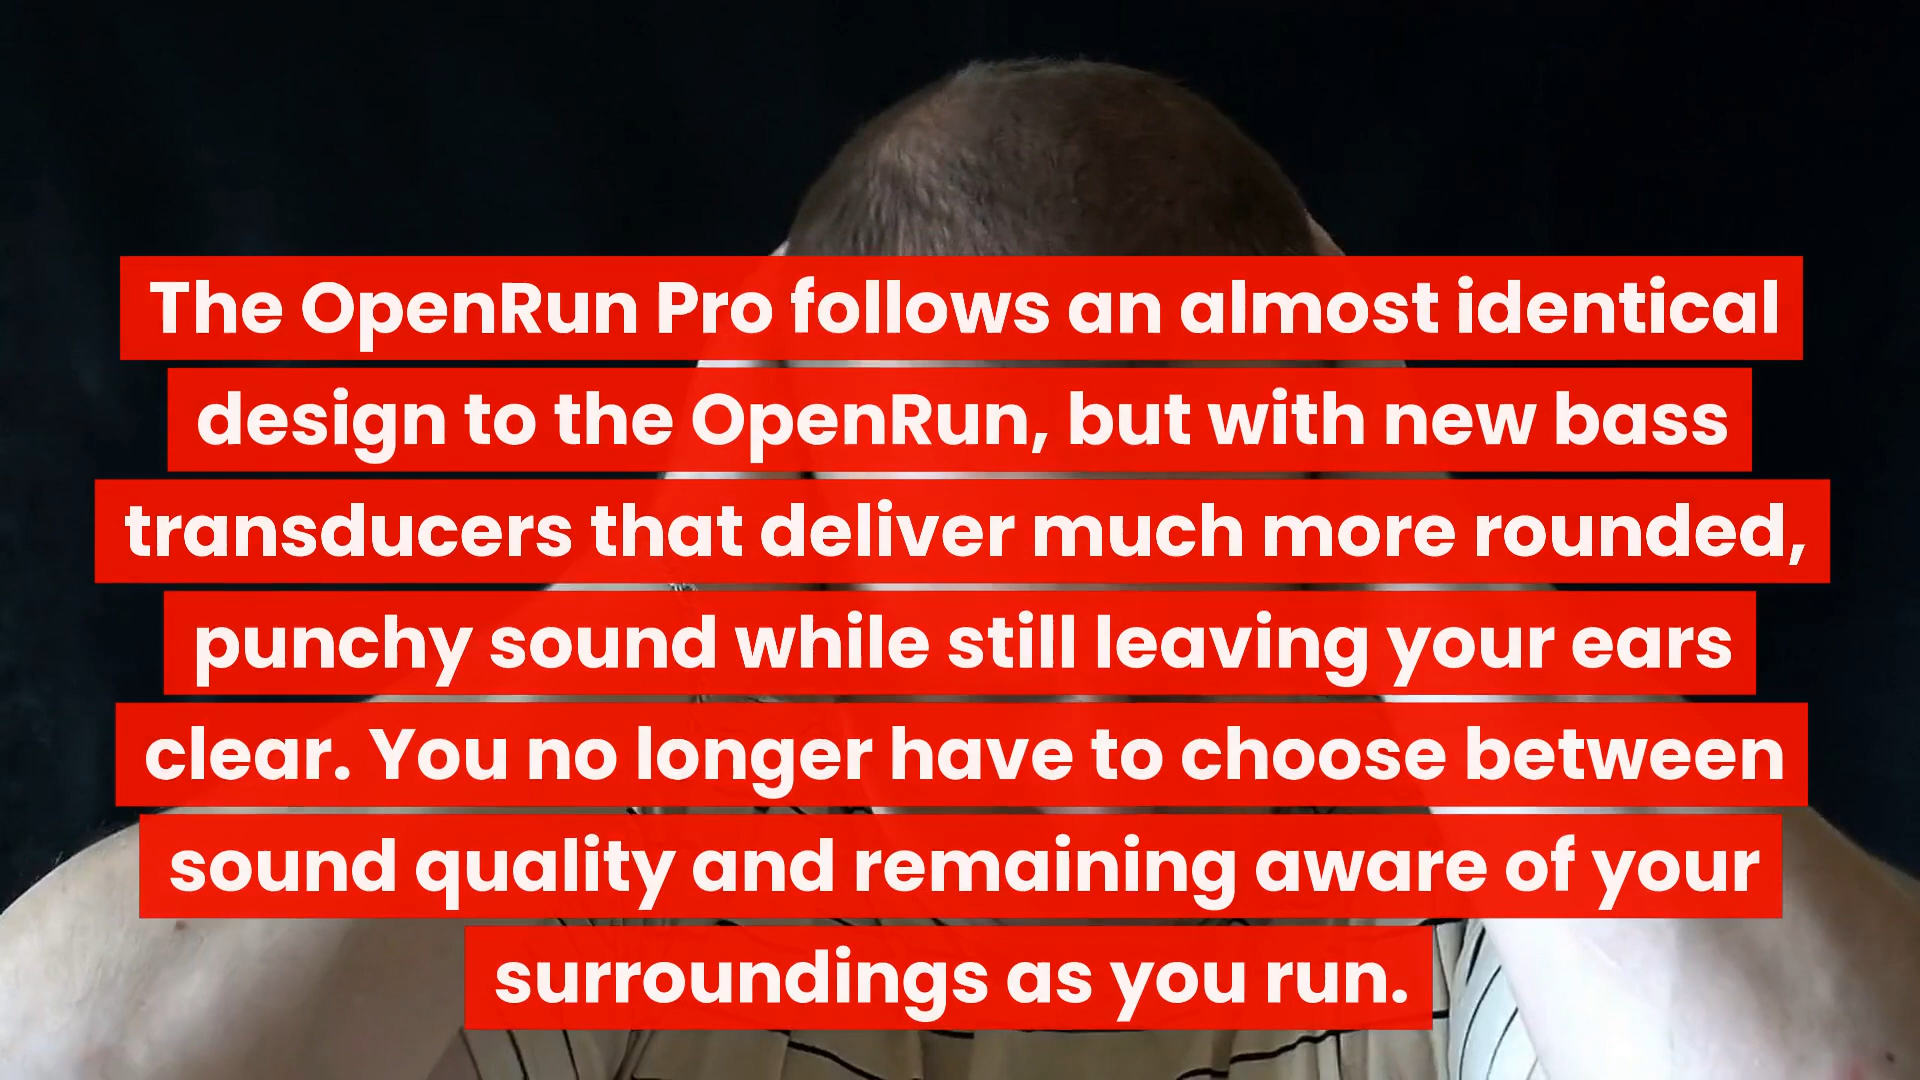 The OpenRun Pro follows an almost identical
design to the OpenRun, but with new bass
transducers that deliver much more rounded,
punchy sound while still leaving your ears
clear. You no longer have to choose between
sound quality and remaining aware of your
surroundings as you run.